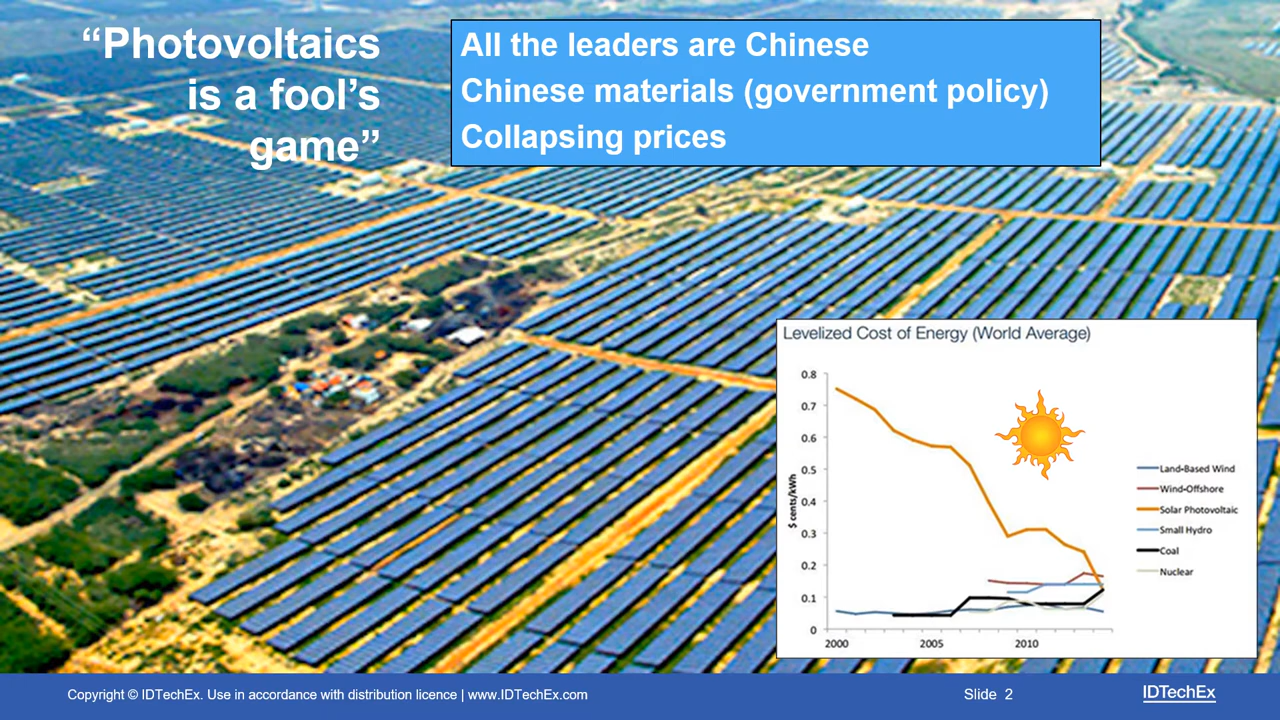 “Photovoltaics
is a fool’s
game”
All the leaders are Chinese
Chinese materials (government policy)
Collapsing prices
Levelized Cost of Energy (World Average)
0.8
0.7
0.6
0.5
0.4
0.3
0.2
0.1
0
$ cents/kWh
2000
2005
2010
Land-Based Wind
Wind-Offshore
Solar Photovoltaic
Small Hydro
Coal
Nuclear
Copyright © IDTechEx. Use in accordance with distribution licence | www.IDTechEx.com
Slide 2
IDTechEx